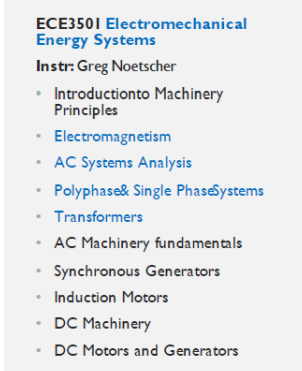 ECE3501 Electromechanical
Energy Systems
Instr: Greg Noetscher
• Introductionto Machinery
Principles
• Electromagnetism
• AC Systems Analysis
• Polyphase& Single PhaseSystems
• Transformers
• AC Machinery fundamentals
• Synchronous Generators
• Induction Motors
• DC Machinery
• DC Motors and Generators